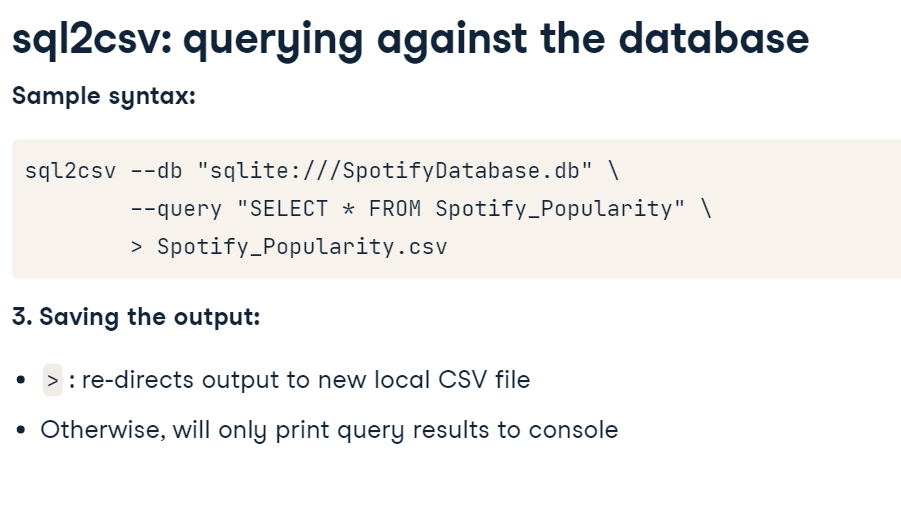 sql2csv: querying against the database
Sample syntax:
sql2csv --db "sqlite:///SpotifyDatabase.db" \
--query "SELECT * FROM Spotify_Popularity" \
> Spotify_Popularity.csv
3. Saving the output:
• > : re-directs output to new local CSV file
• Otherwise, will only print query results to console